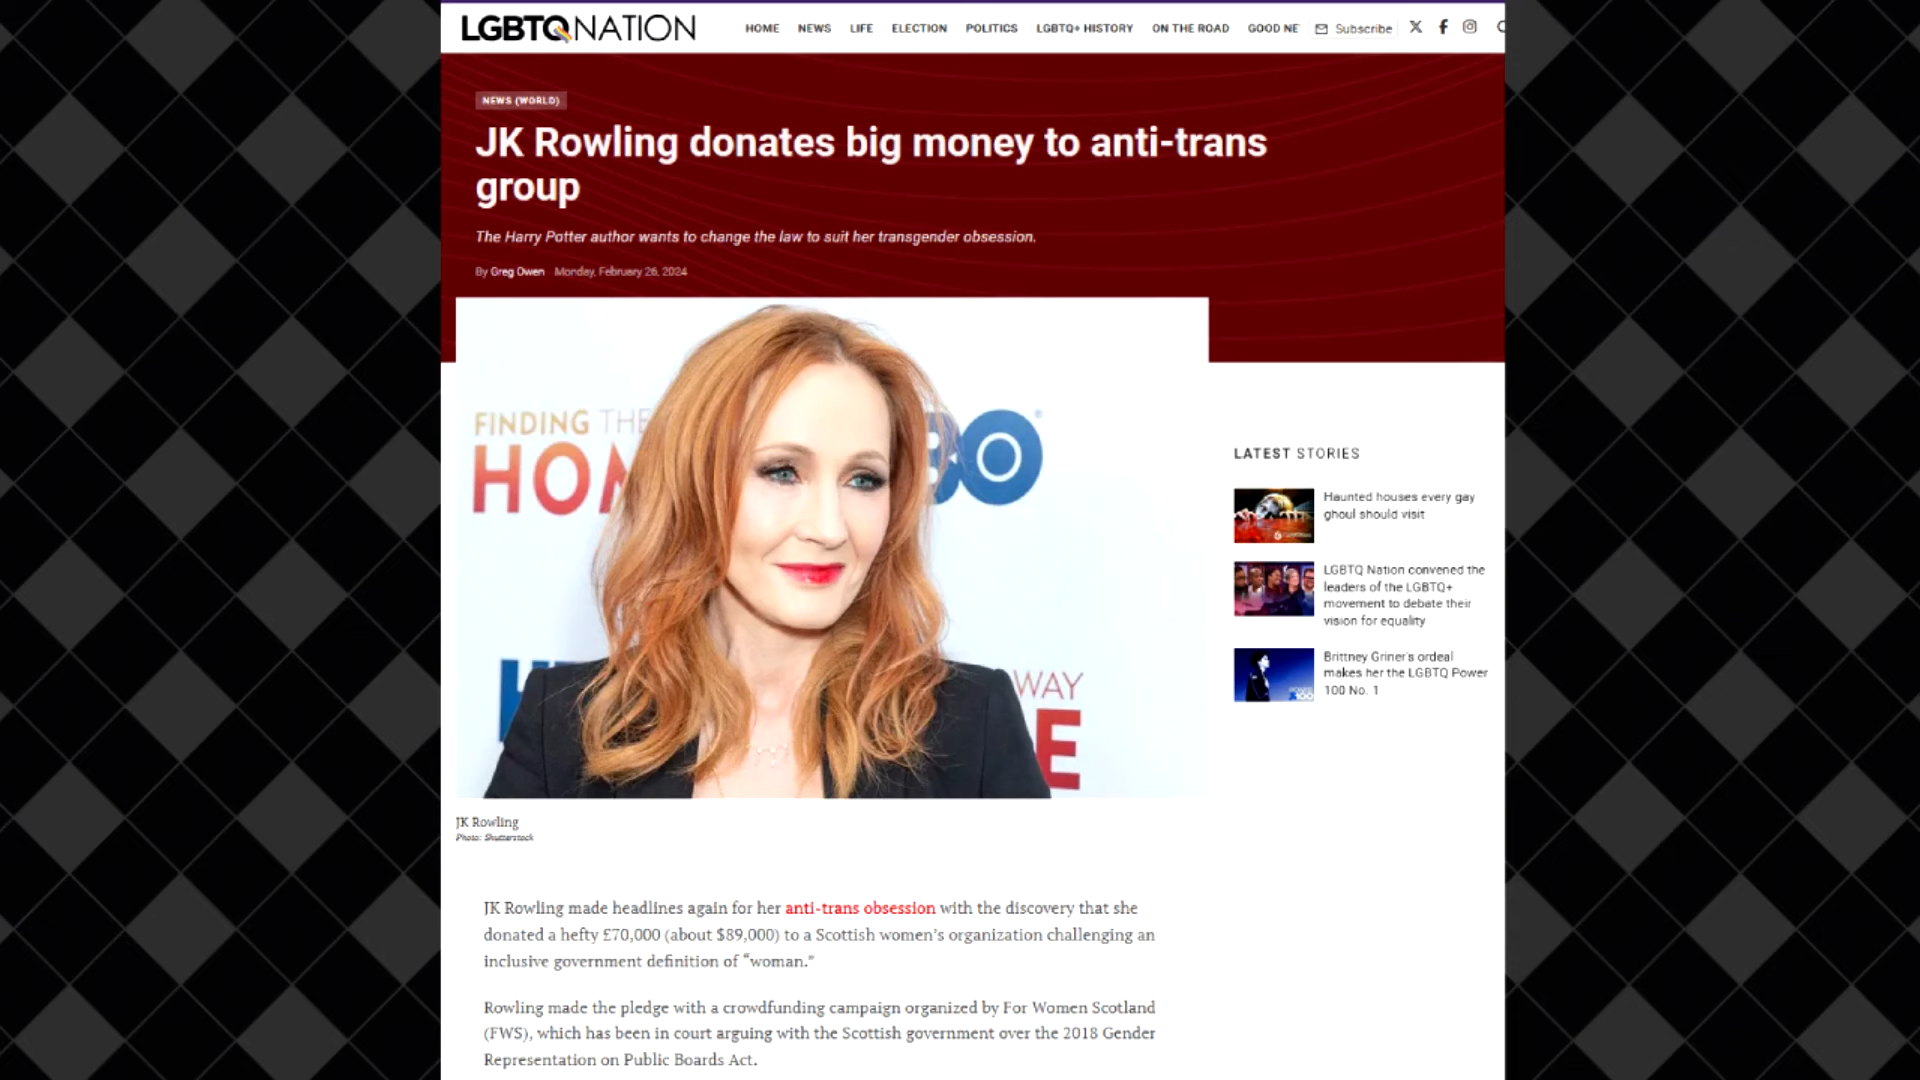 LGBTQ NATION
HOME NEWS LIFE ELECTION POLITICS LGBTQ+ HISTORY ON THE ROAD GOOD NE Subscribe
NEWS (WORLD)
JK Rowling donates big money to anti-trans
group
The Harry Potter author wants to change the law to suit her transgender obsession.
By Greg Owen Monday, February 26, 2024
FINDING THE
HOM
BO
H
WAY
E
JK Rowling
Photo: Shutterstock
LATEST STORIES
Haunted houses every gay
ghoul should visit
LGBTQ Nation convened the
leaders of the LGBTQ+
movement to debate their
vision for equality
Brittney Griner's ordeal
makes her the LGBTQ Power
100 No. 1
JK Rowling made headlines again for her anti-trans obsession with the discovery that she
donated a hefty £70,000 (about $89,000) to a Scottish women's organization challenging an
inclusive government definition of “woman.”
Rowling made the pledge with a crowdfunding campaign organized by For Women Scotland
(FWS), which has been in court arguing with the Scottish government over the 2018 Gender
Representation on Public Boards Act.